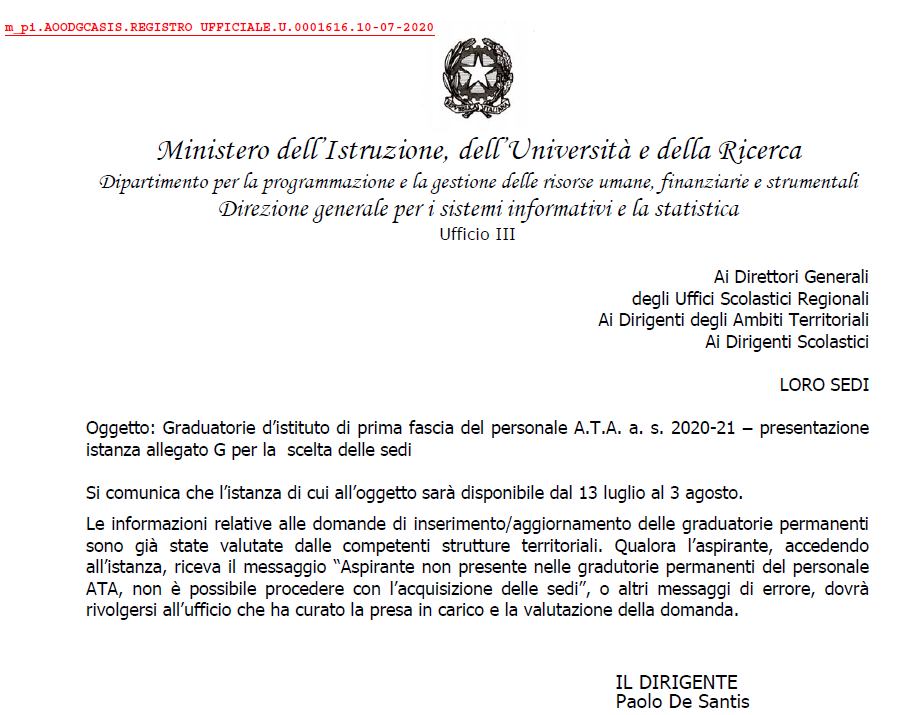 m_pi.AOODGCASIS.REGISTRO UFFICIALE.U.0001616.10-07-2020
REPVBBLICA ITALIANA
Ministero dell'Istruzione, dell'Università e della Ricerca
Dipartimento per la programmazione e la gestione delle risorse umane, finanziarie e strumentali
Direzione generale per i sistemi informativi e la statistica
Ufficio III
Ai Direttori Generali
degli Uffici Scolastici Regionali
Ai Dirigenti degli Ambiti Territoriali
Ai Dirigenti Scolastici
LORO SEDI
Oggetto: Graduatorie d'istituto di prima fascia del personale A.T.A. a. s. 2020-21 – presentazione
istanza allegato G per la  scelta delle sedi
Si comunica che l'istanza di cui all'oggetto sarà disponibile dal 13 luglio al 3 agosto.
Le informazioni relative alle domande di inserimento/aggiornamento delle graduatorie permanenti
sono già state valutate dalle competenti strutture territoriali. Qualora l'aspirante, accedendo
all'istanza, riceva il messaggio "Aspirante non presente nelle gradutorie permanenti del personale
ATA, non è possibile procedere con l'acquisizione delle sedi", o altri messaggi di errore, dovrà
rivolgersi all'ufficio che ha curato la presa in carico e la valutazione della domanda.
IL DIRIGENTE
Paolo De Santis